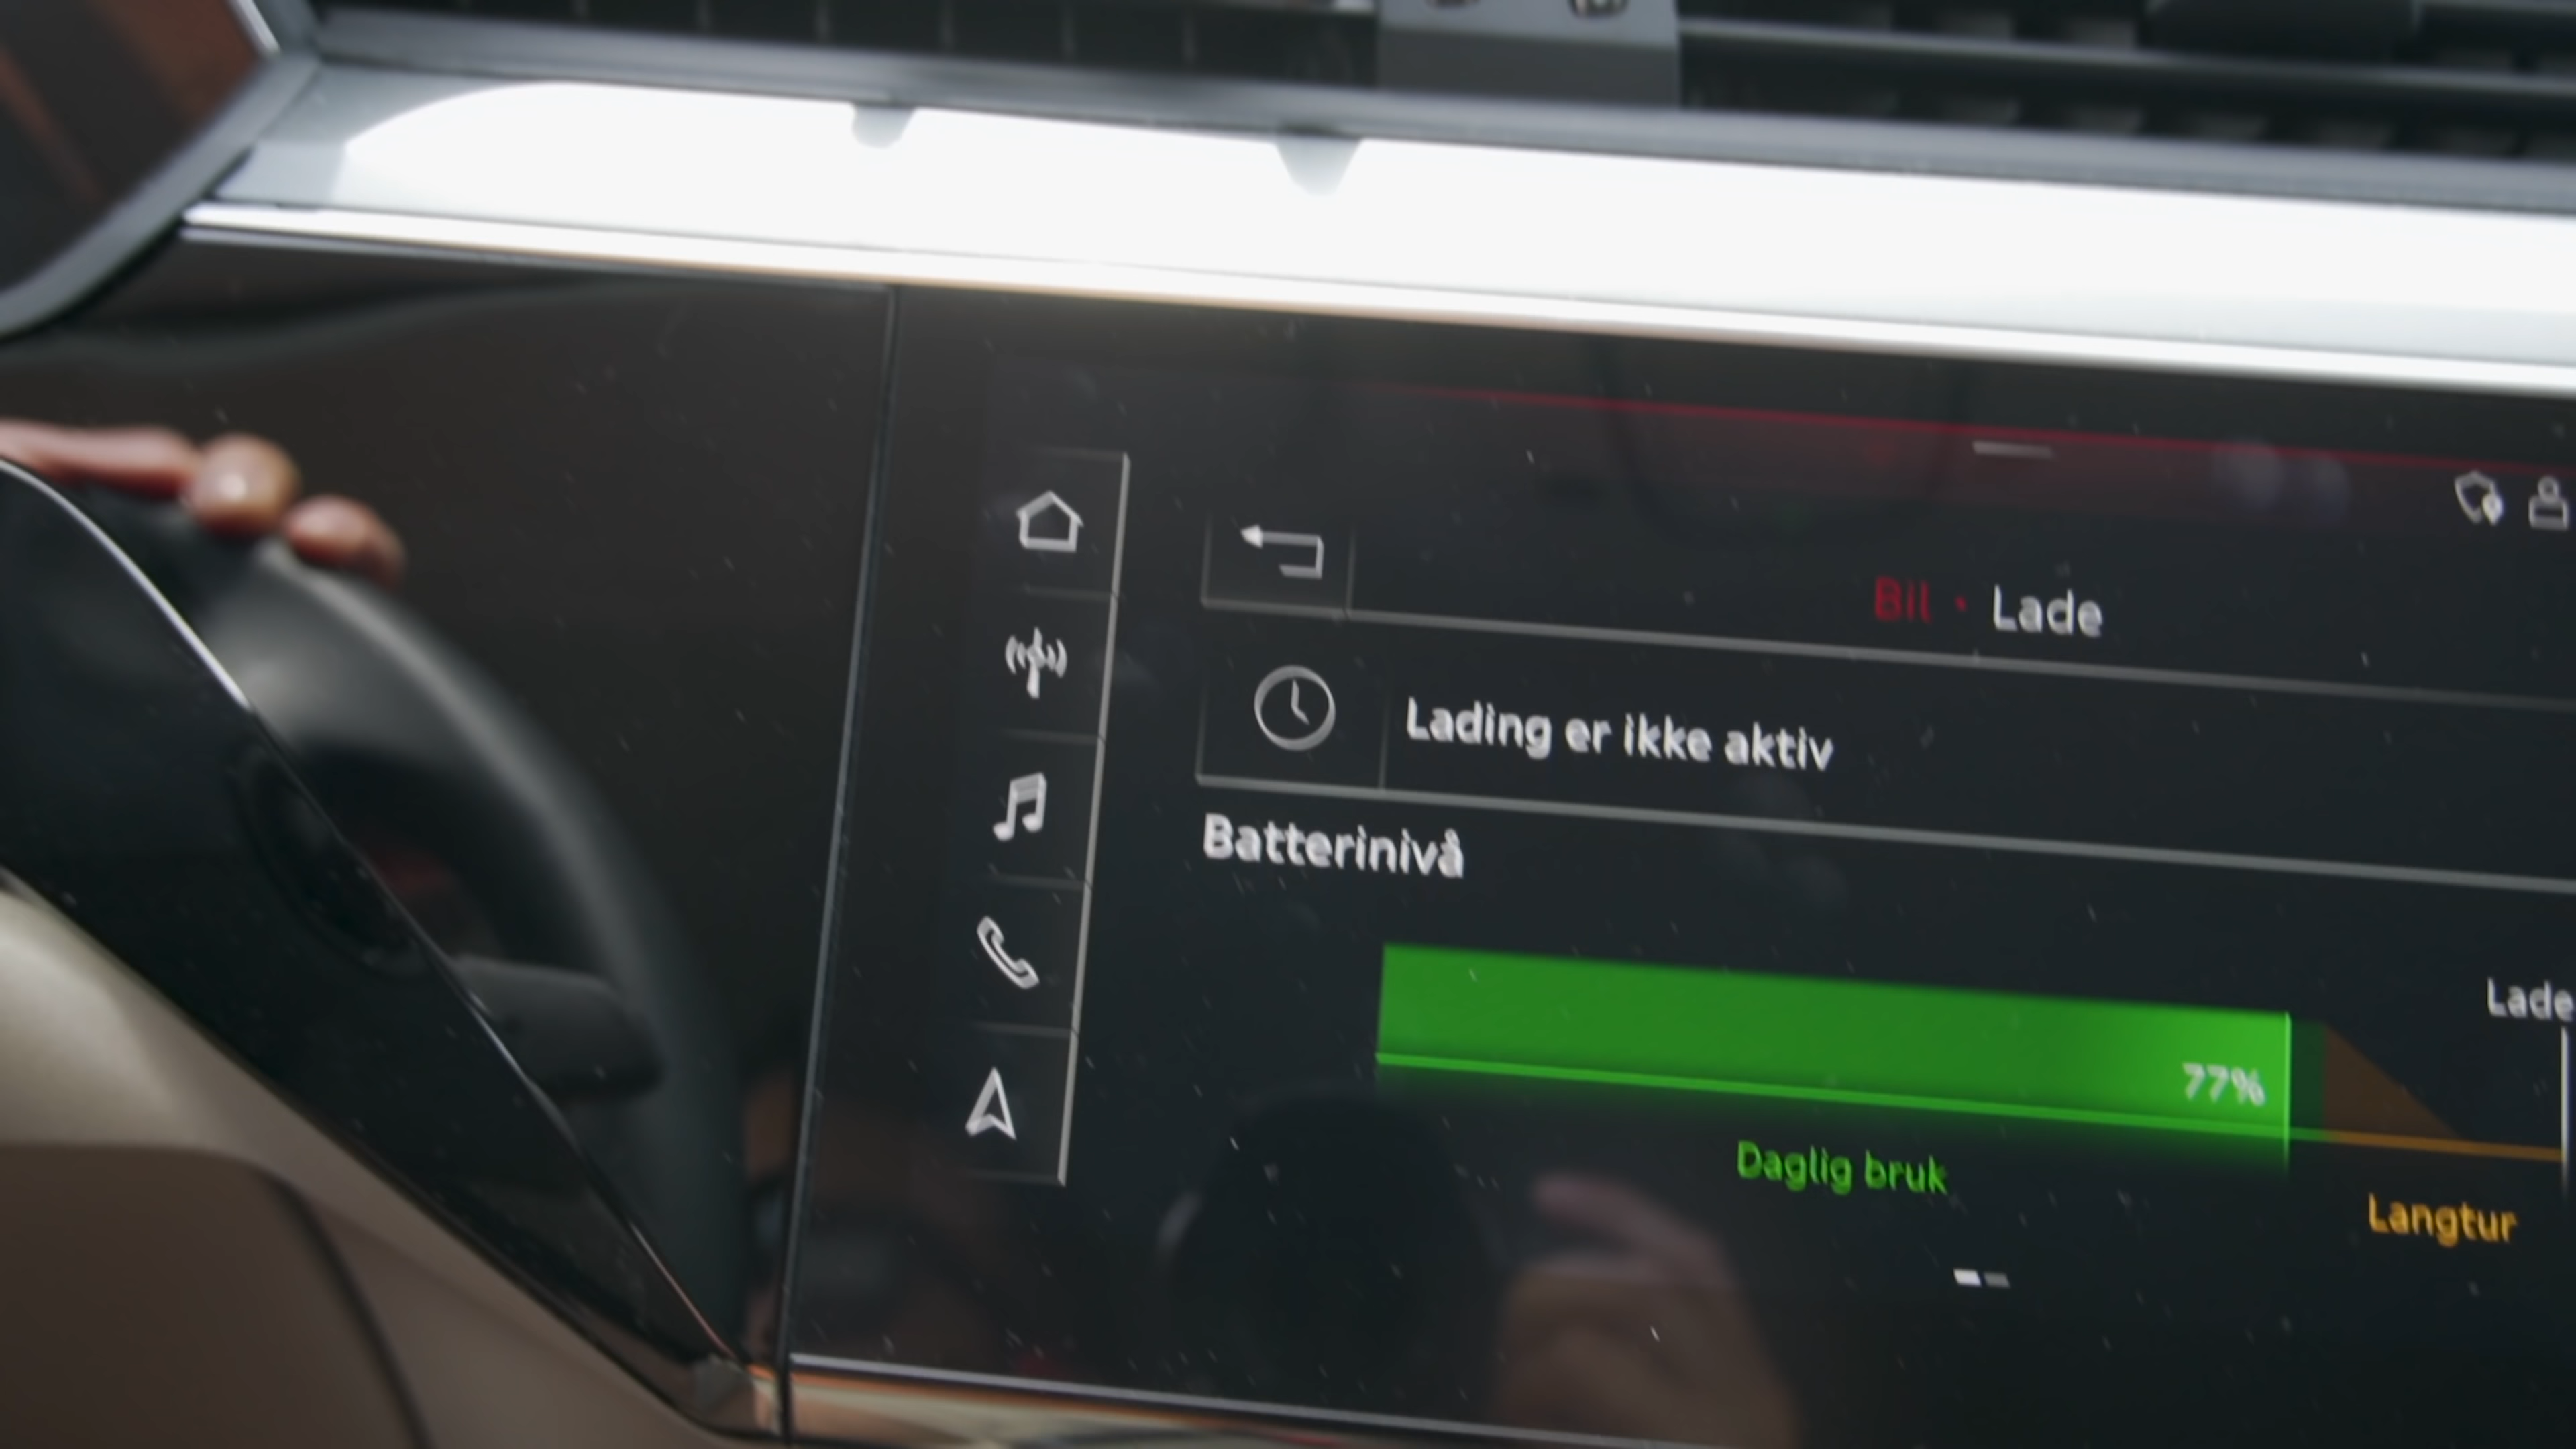 Bil • Lade
Lading er ikke aktiv
Batterinivå
Lade
77%
Daglig bruk
Langtur